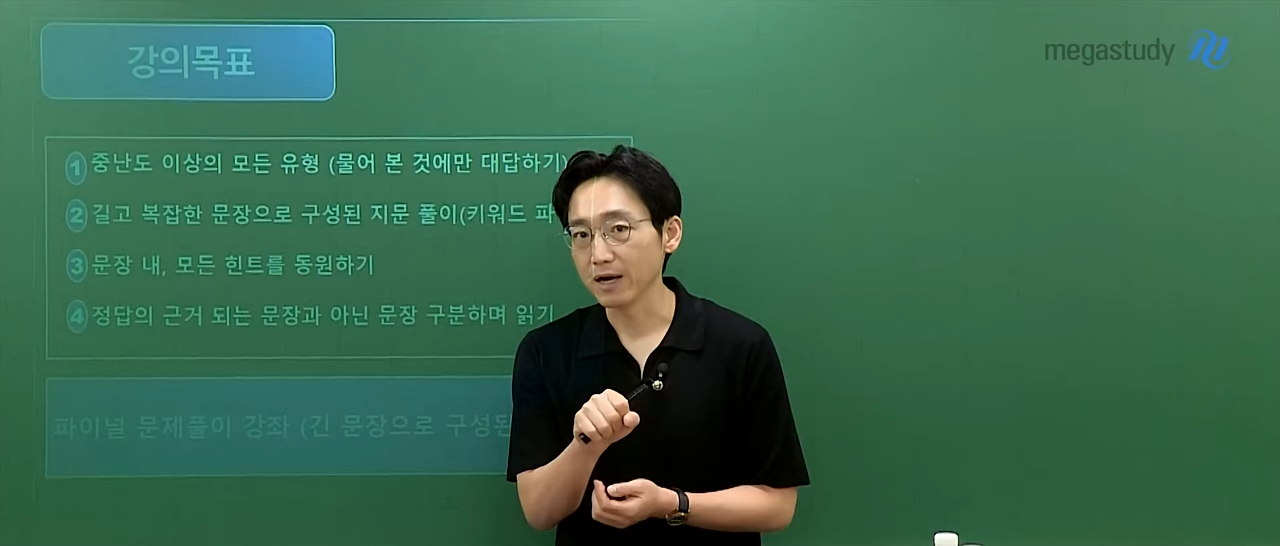 강의목표
megastudy
1 중난도 이상의 모든 유형 (물어 본 것에만 대답하기)
2 길고 복잡한 문장으로 구성된 지문 풀이(키워드 파
3 문장 내, 모든 힌트를 동원하기
4 정답의 근거 되는 문장과 아닌 문장 구분하며 읽기
파이널 문제풀이 강좌 (긴 문장으로 구성된